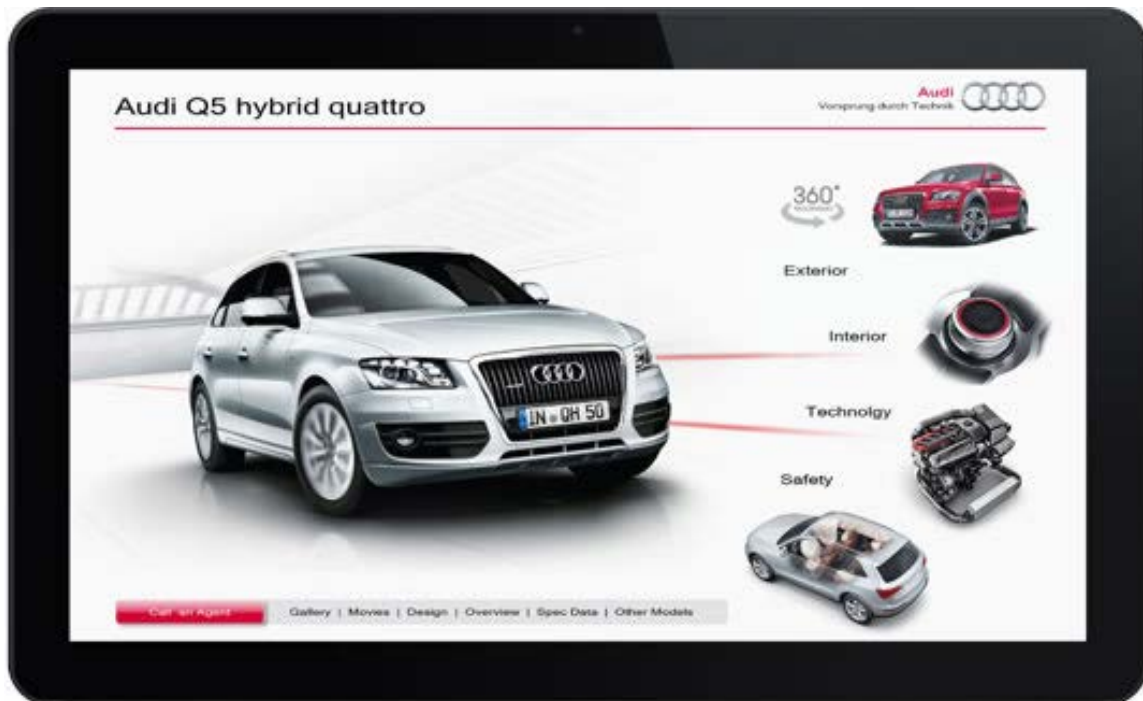 Audi Q5 hybrid quattro
Audi
Vorsprung durch Technik
360°
Exterior
Interior
Technolgy
Safety
IN QH 50
Call an Agent
Gallery | Movies | Design | Overview | Spec Data | Other Models